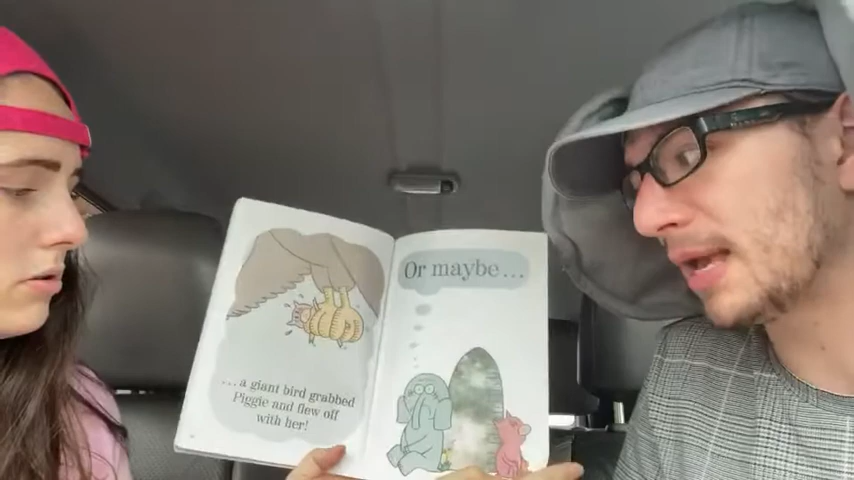 ... a giant bird grabbed
Piggie and flew off
with her!
Or maybe...